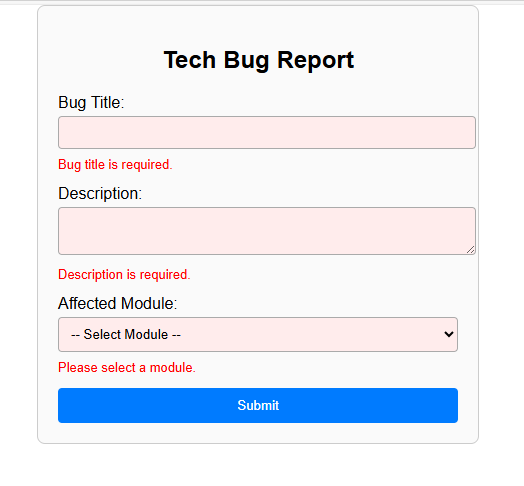 Tech Bug Report
Bug Title:
Bug title is required.
Description:
Description is required.
Affected Module:
-- Select Module --
Please select a module.
Submit